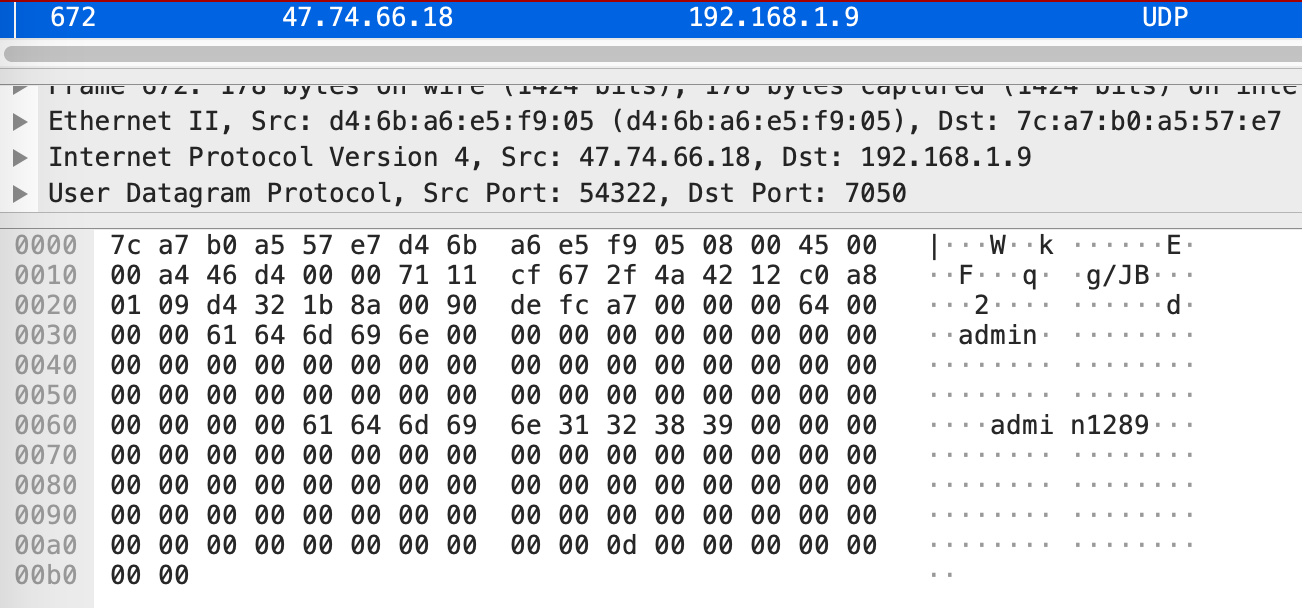 672 47.74.66.18 192.168.1.9 UDP
Frame 672: 178 bytes on wire (1424 bits), 178 bytes captured (1424 bits) on inte
Ethernet II, Src: d4:6b:a6:e5:f9:05 (d4:6b:a6:e5:f9:05), Dst: 7c:a7:b0:a5:57:e7
Internet Protocol Version 4, Src: 47.74.66.18, Dst: 192.168.1.9
User Datagram Protocol, Src Port: 54322, Dst Port: 7050
0000 7c a7 b0 a5 57 e7 d4 6b a6 e5 f9 05 08 00 45 00 |···W··k ······E·
0010 00 a4 46 d4 00 00 71 11 cf 67 2f 4a 42 12 c0 a8 ··F···q· ·g/JB···
0020 01 09 d4 32 1b 8a 00 90 de fc a7 00 00 00 64 00 ···2···· ······d·
0030 00 00 61 64 6d 69 6e 00 00 00 00 00 00 00 00 00 ··admin· ········
0040 00 00 00 00 00 00 00 00 00 00 00 00 00 00 00 00 ········ ········
0050 00 00 00 00 00 00 00 00 00 00 00 00 00 00 00 00 ········ ········
0060 00 00 00 00 61 64 6d 69 6e 31 32 38 39 00 00 00 ····admi n1289···
0070 00 00 00 00 00 00 00 00 00 00 00 00 00 00 00 00 ········ ········
0080 00 00 00 00 00 00 00 00 00 00 00 00 00 00 00 00 ········ ········
0090 00 00 00 00 00 00 00 00 00 00 00 00 00 00 00 00 ········ ········
00a0 00 00 00 00 00 00 00 00 00 00 0d 00 00 00 00 00 ········ ········
00b0 00 00 ··